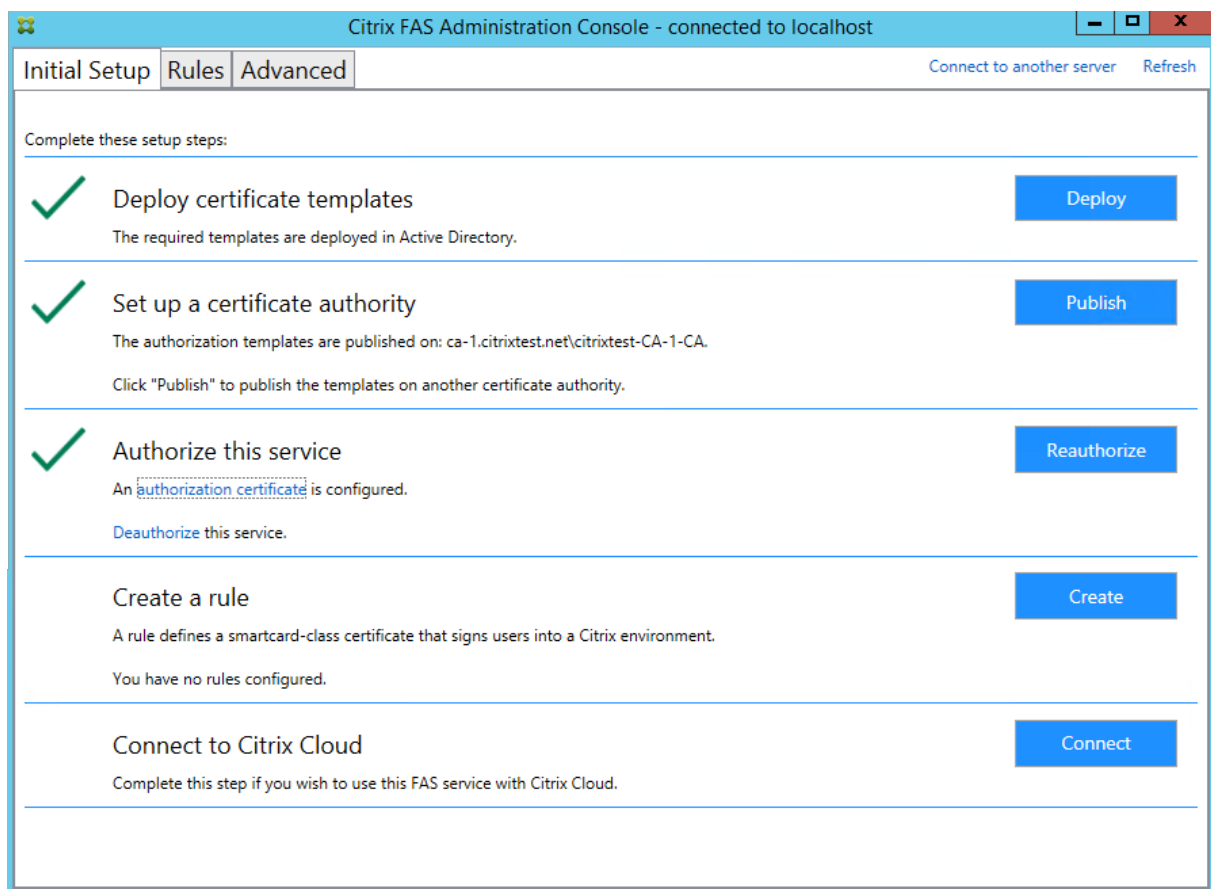 Citrix FAS Administration Console - connected to localhost
Initial Setup Rules Advanced Connect to another server Refresh
Complete these setup steps:
Deploy certificate templates Deploy
The required templates are deployed in Active Directory.
Set up a certificate authority Publish
The authorization templates are published on: ca-1.citrixtest.net\citrixtest-CA-1-CA.
Click "Publish" to publish the templates on another certificate authority.
Authorize this service Reauthorize
An authorization certificate is configured.
Deauthorize this service.
Create a rule Create
A rule defines a smartcard-class certificate that signs users into a Citrix environment.
You have no rules configured.
Connect to Citrix Cloud Connect
Complete this step if you wish to use this FAS service with Citrix Cloud.